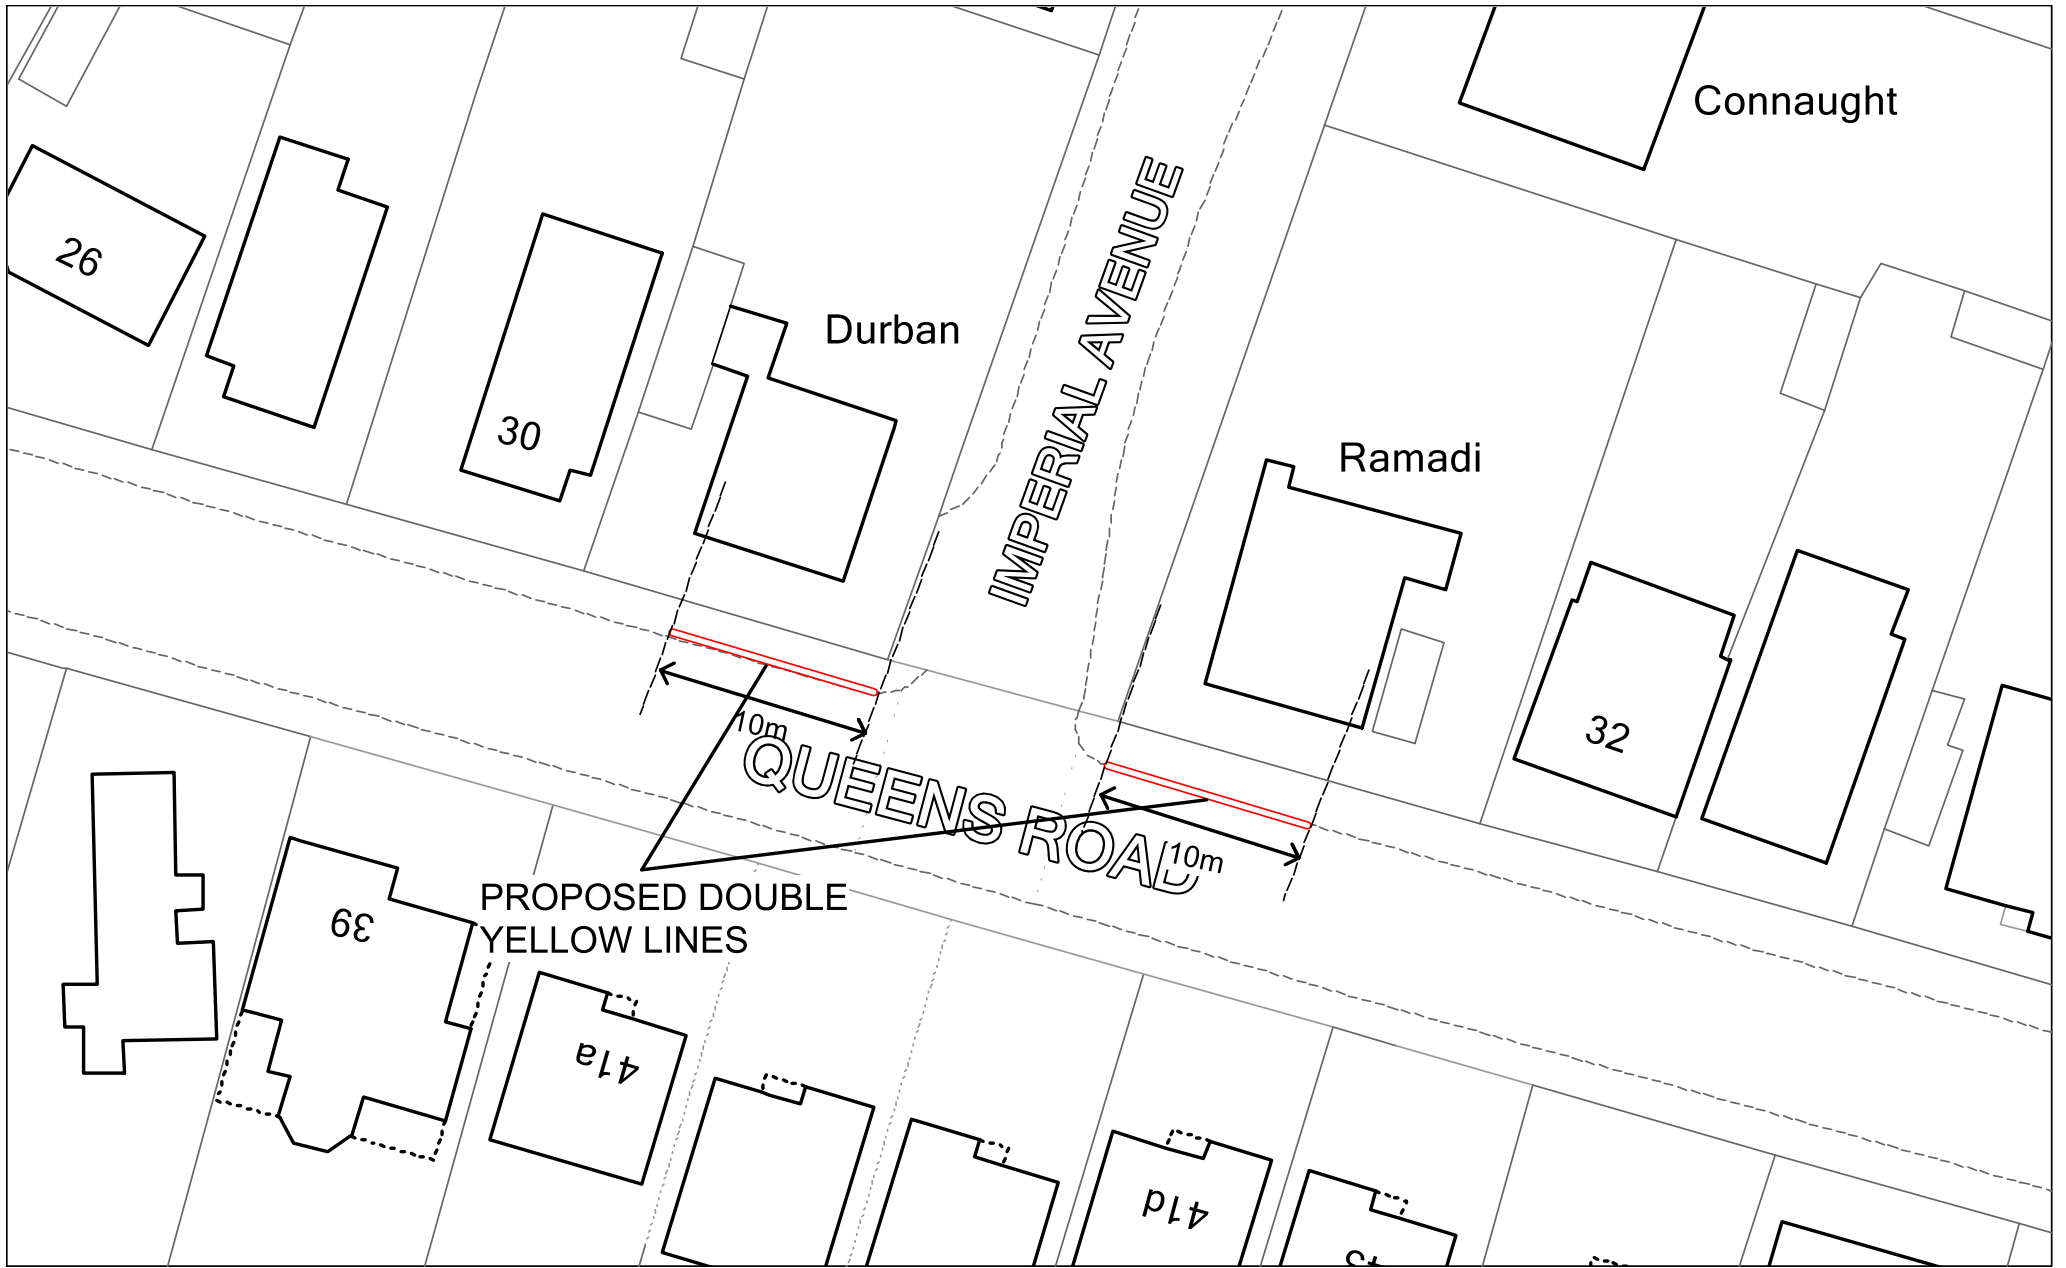 Connaught
26
Durban
IMPERIAL AVENUE
30
Ramadi
10m
32
QUEENS ROAD
10m
PROPOSED DOUBLE
YELLOW LINES
39
41a
41d